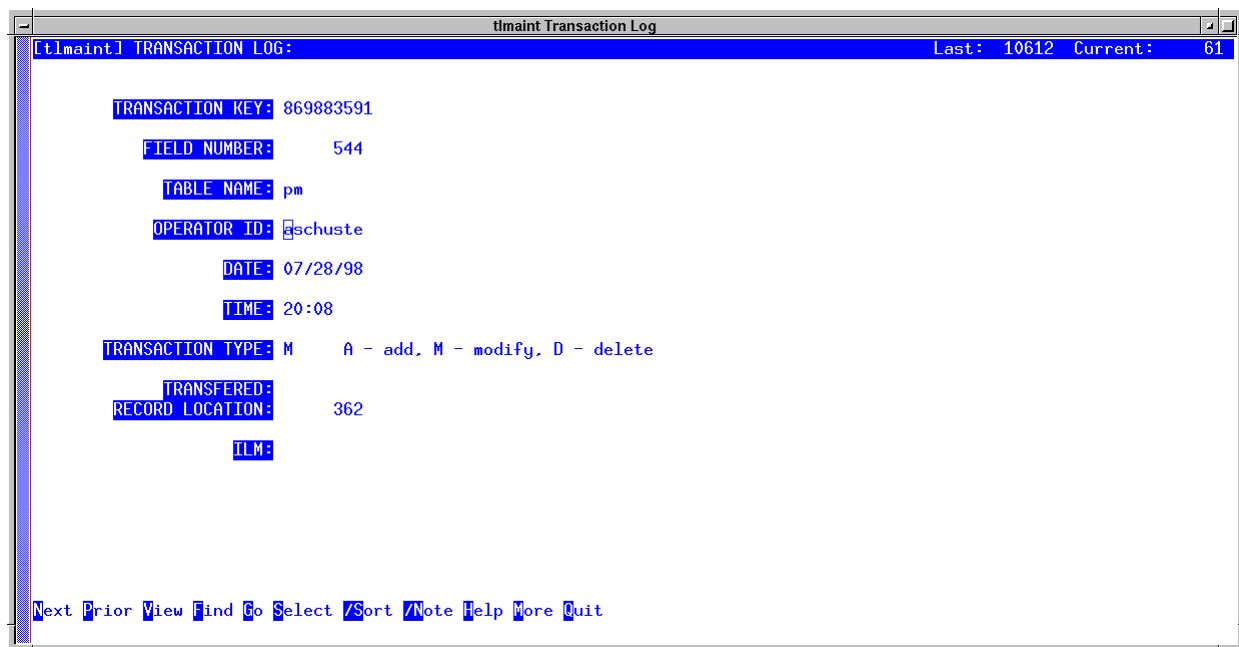 tlmaint Transaction Log
[tlmaint] TRANSACTION LOG: Last: 10612 Current: 61
TRANSACTION KEY: 869883591
FIELD NUMBER: 544
TABLE NAME: pm
OPERATOR ID: aschuste
DATE: 07/28/98
TIME: 20:08
TRANSACTION TYPE: M A - add, M - modify, D - delete
TRANSFERED:
RECORD LOCATION: 362
ILM:
Next Prior View Find Go Select /Sort /Note Help More Quit